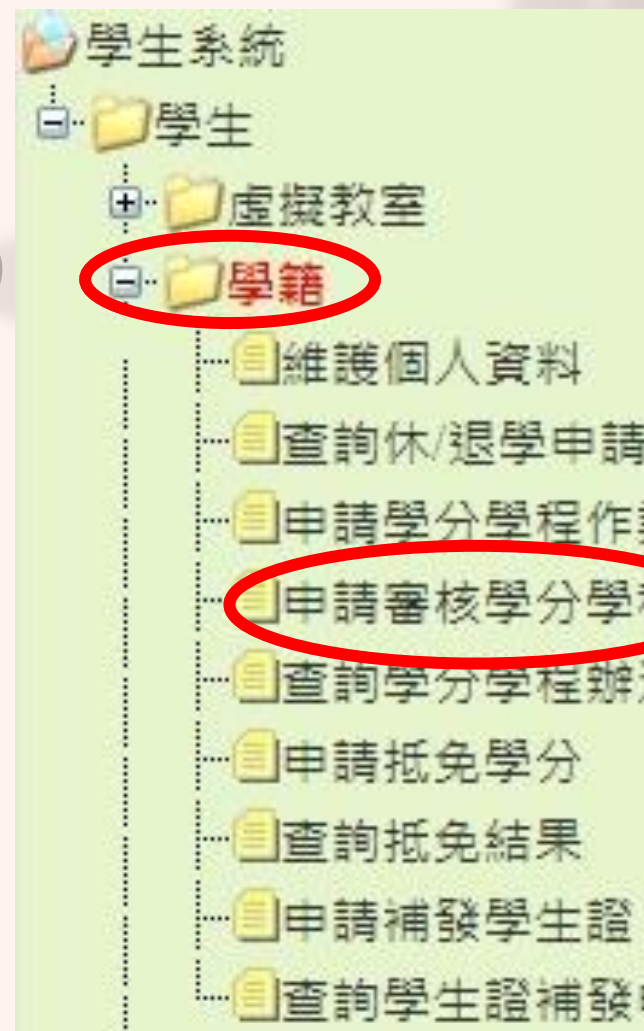 學生系統
學生
虛擬教室
學籍
維護個人資料
查詢休/退學申請
申請學分學程作
申請審核學分學
查詢學分學程辦
申請抵免學分
查詢抵免結果
申請補發學生證
查詢學生證補發